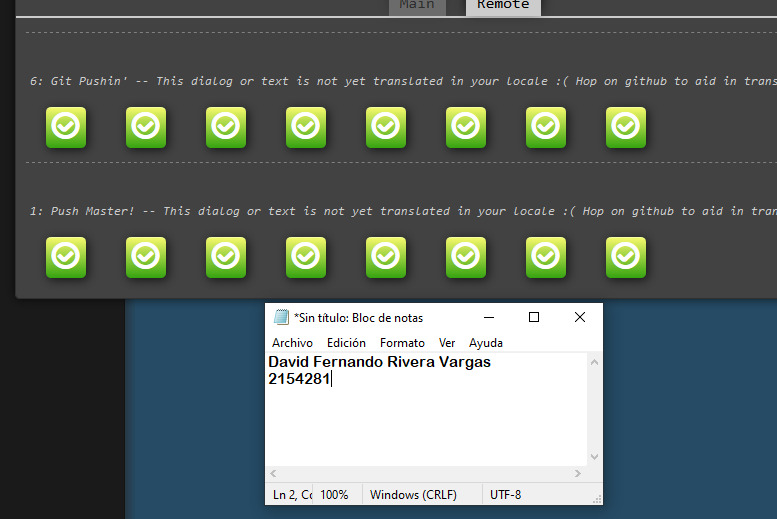 Main Remote
6: Git Pushin' -- This dialog or text is not yet translated in your locale :( Hop on github to aid in trans
1: Push Master! -- This dialog or text is not yet translated in your locale :( Hop on github to aid in tran
*Sin título: Bloc de notas
Archivo Edición Formato Ver Ayuda
David Fernando Rivera Vargas
2154281
Ln 2, Co 100% Windows (CRLF) UTF-8